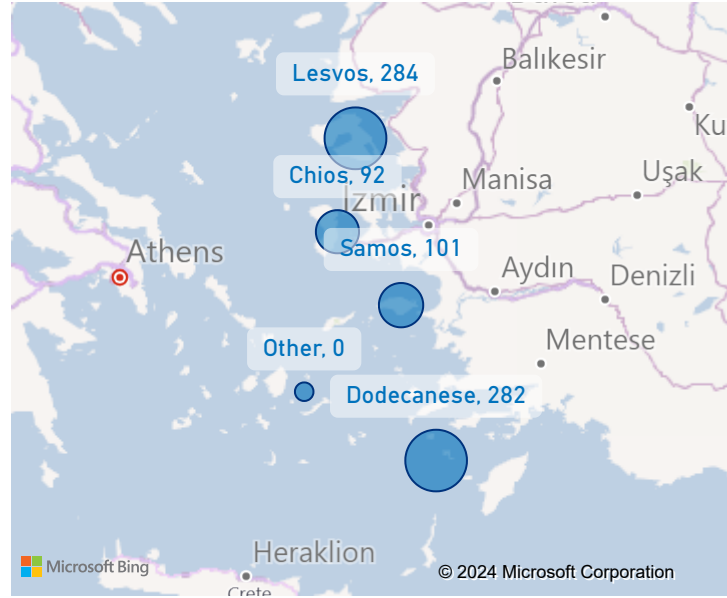 Balıkesir
Lesvos, 284
Ku
Chios, 92
Uşak
Manisa
İzmir
Samos, 101
Athens
Aydın
Denizli
Mentese
Other, 0
Dodecanese, 282
Heraklion
Microsoft Bing
© 2024 Microsoft Corporation
Crete